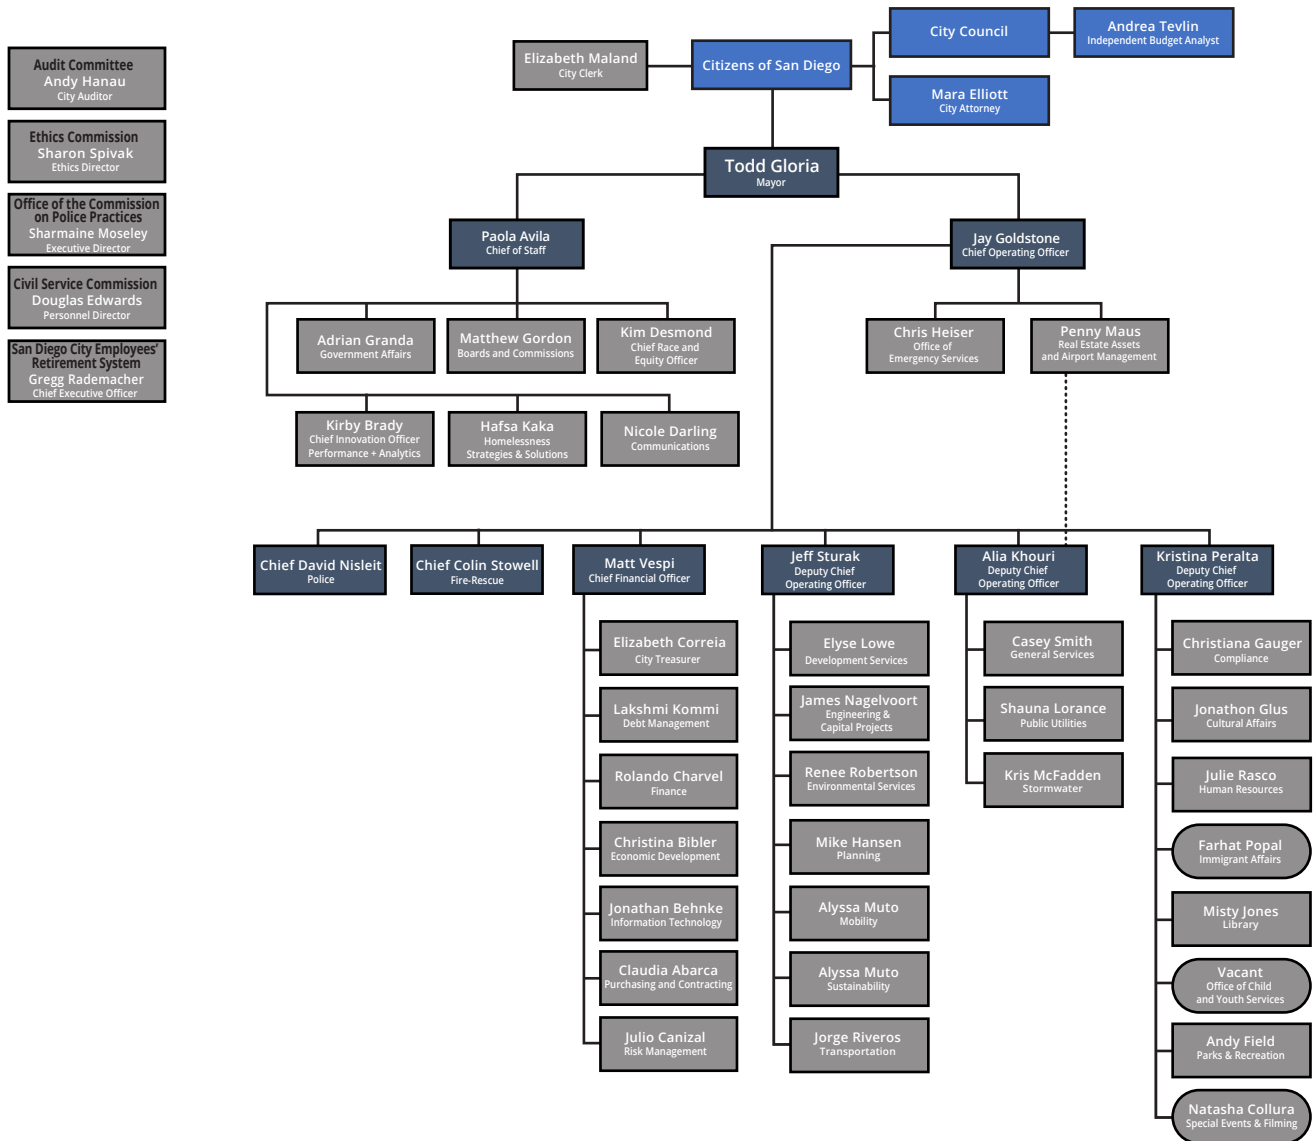 City Council
Andrea Tevlin
Independent Budget Analyst
Elizabeth Maland
City Clerk
Citizens of San Diego
Mara Elliott
City Attorney
Audit Committee
Andy Hanau
City Auditor
Ethics Commission
Sharon Spivak
Ethics Director
Office of the Commission
on Police Practices
Sharmaine Moseley
Executive Director
Civil Service Commission
Douglas Edwards
Personnel Director
San Diego City Employees’
Retirement System
Gregg Rademacher
Chief Executive Officer
Todd Gloria
Mayor
Paola Avila
Chief of Staff
Jay Goldstone
Chief Operating Officer
Adrian Granda
Government Affairs
Matthew Gordon
Boards and Commissions
Kim Desmond
Chief Race and
Equity Officer
Chris Heiser
Office of
Emergency Services
Penny Maus
Real Estate Assets
and Airport Management
Kirby Brady
Chief Innovation Officer
Performance + Analytics
Hafsa Kaka
Homelessness
Strategies & Solutions
Nicole Darling
Communications
Chief David Nisleit
Police
Chief Colin Stowell
Fire-Rescue
Matt Vespi
Chief Financial Officer
Jeff Sturak
Deputy Chief
Operating Officer
Alia Khouri
Deputy Chief
Operating Officer
Kristina Peralta
Deputy Chief
Operating Officer
Elizabeth Correia
City Treasurer
Lakshmi Kommi
Debt Management
Rolando Charvel
Finance
Christina Bibler
Economic Development
Jonathan Behnke
Information Technology
Claudia Abarca
Purchasing and Contracting
Julio Canizal
Risk Management
Elyse Lowe
Development Services
James Nagelvoort
Engineering &
Capital Projects
Renee Robertson
Environmental Services
Mike Hansen
Planning
Alyssa Muto
Mobility
Alyssa Muto
Sustainability
Jorge Riveros
Transportation
Casey Smith
General Services
Shauna Lorance
Public Utilities
Kris McFadden
Stormwater
Christiana Gauger
Compliance
Jonathon Glus
Cultural Affairs
Julie Rasco
Human Resources
Farhat Popal
Immigrant Affairs
Misty Jones
Library
Vacant
Office of Child
and Youth Services
Andy Field
Parks & Recreation
Natasha Collura
Special Events & Filming